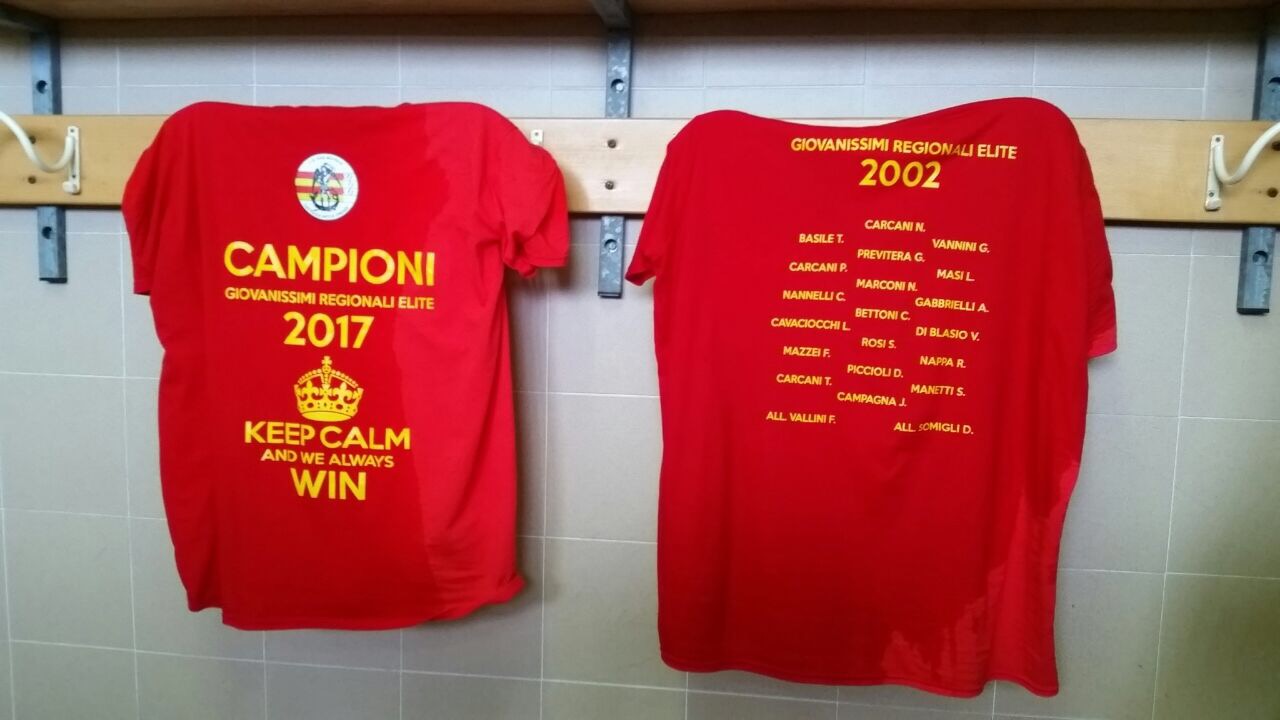 CAMPIONI
GIOVANISSIMI REGIONALI ELITE
2017
KEEP CALM
AND WE ALWAYS
WIN
GIOVANISSIMI REGIONALI ELITE
2002
CARCANI N.
BASILE T.
VANNINI G.
PREVITERA G.
CARCANI P.
MASI L.
MARCONI N.
NANNELLI C.
GABBRIELLI A.
BETTONI C.
CAVACIOCCHI L.
DI BLASIO V.
ROSI S.
MAZZEI F.
NAPPA R.
PICCIOLI D.
CARCANI T.
MANETTI S.
CAMPAGNA J.
ALL. VALLINI F.
ALL. SOMIGLI D.